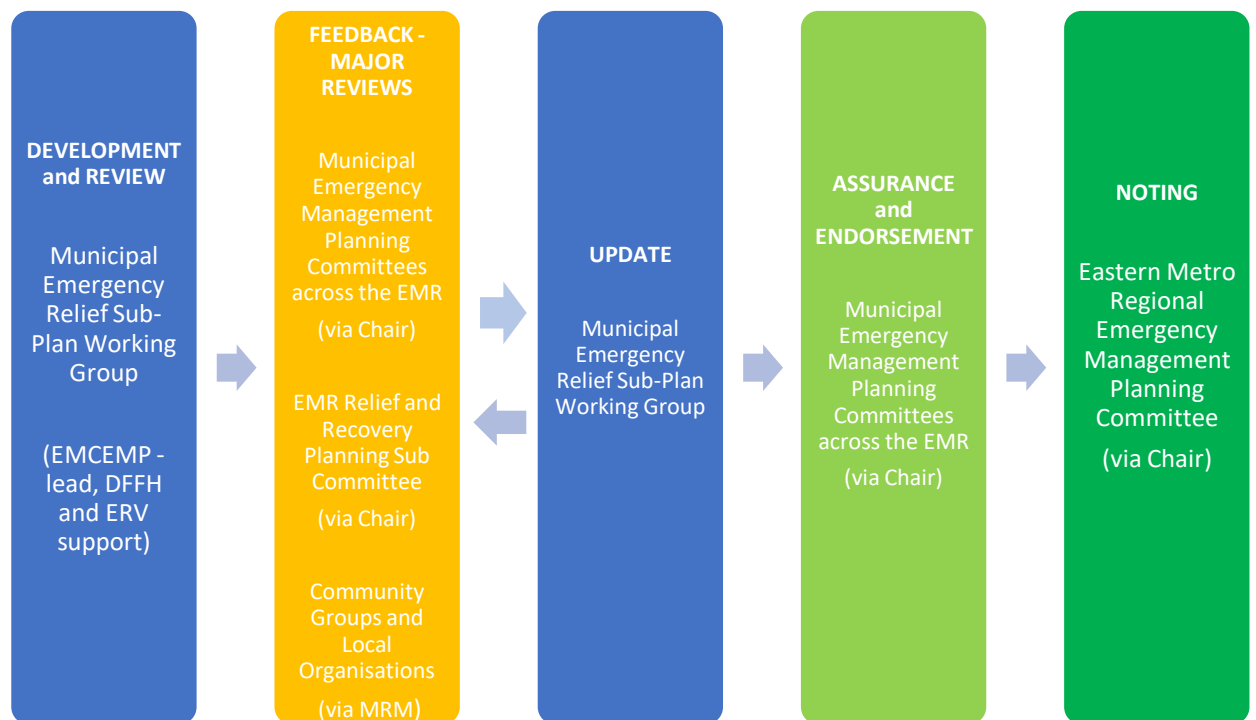 DEVELOPMENT
and REVIEW
Municipal
Emergency
Relief Sub-
Plan Working
Group
(EMCEMP -
lead, DFFH
and ERV
support)
FEEDBACK -
MAJOR
REVIEWS
Municipal
Emergency
Management
Planning
Committees
across the EMR
(via Chair)
EMR Relief and
Recovery
Planning Sub
Committee
(via Chair)
Community
Groups and
Local
Organisations
(via MRM)
UPDATE
Municipal
Emergency
Relief Sub-Plan
Working Group
ASSURANCE
and
ENDORSEMENT
Municipal
Emergency
Management
Planning
Committees
across the EMR
(via Chair)
NOTING
Eastern Metro
Regional
Emergency
Management
Planning
Committee
(via Chair)